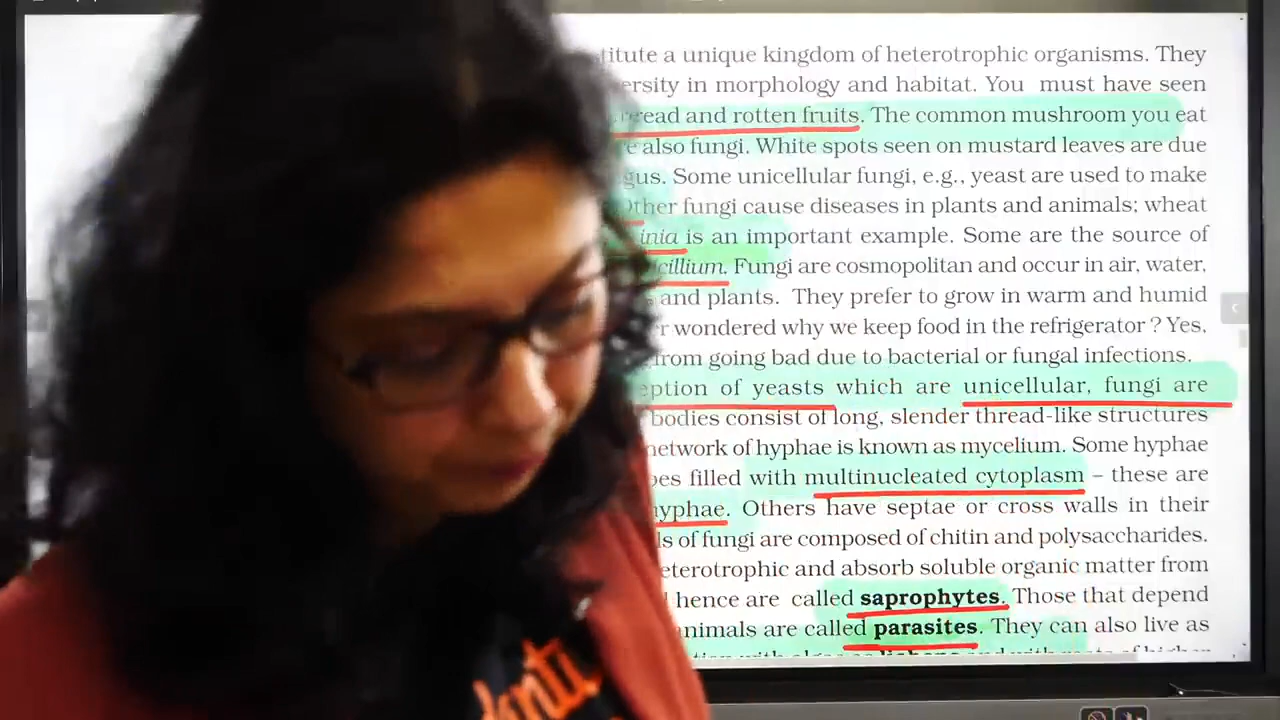 titute a unique kingdom of heterotrophic organisms. They
ersity in morphology and habitat. You must have seen
read and rotten fruits. The common mushroom you eat
e also fungi. White spots seen on mustard leaves are due
gus. Some unicellular fungi, e.g., yeast are used to make
Other fungi cause diseases in plants and animals; wheat
inia is an important example. Some are the source of
cillium. Fungi are cosmopolitan and occur in air, water,
and plants. They prefer to grow in warm and humid
r wondered why we keep food in the refrigerator ? Yes,
from going bad due to bacterial or fungal infections.
eption of yeasts which are unicellular, fungi are
bodies consist of long, slender thread-like structures
network of hyphae is known as mycelium. Some hyphae
bes filled with multinucleated cytoplasm – these are
hyphae. Others have septae or cross walls in their
ls of fungi are composed of chitin and polysaccharides.
eterotrophic and absorb soluble organic matter from
hence are called saprophytes. Those that depend
nimals are called parasites. They can also live as